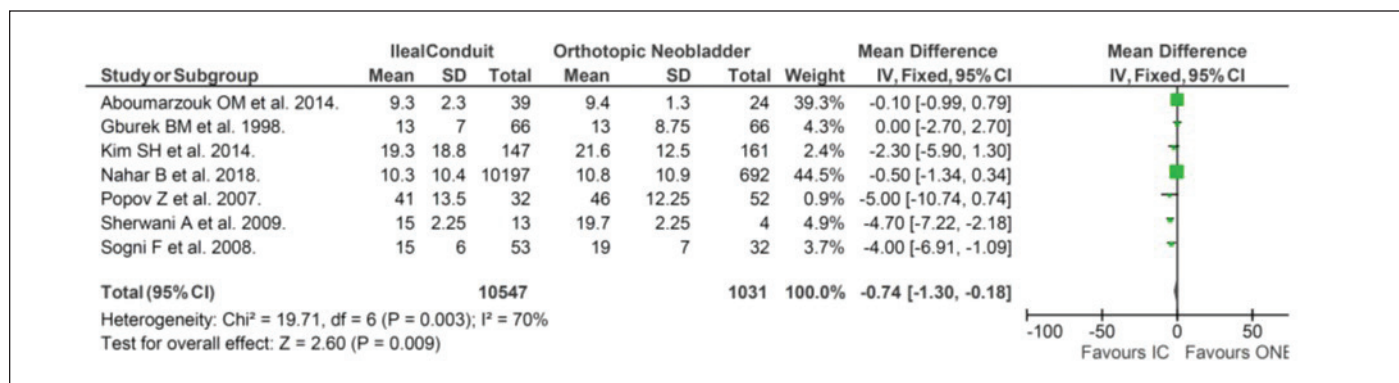 IlealConduit Orthotopic Neobladder Mean Difference Mean Difference
Study or Subgroup Mean SD Total Mean SD Total Weight IV, Fixed, 95% CI IV, Fixed, 95% CI
Aboumarzouk OM et al. 2014. 9.3 2.3 39 9.4 1.3 24 39.3% -0.10 [-0.99, 0.79]
Gburek BM et al. 1998. 13 7 66 13 8.75 66 4.3% 0.00 [-2.70, 2.70]
Kim SH et al. 2014. 19.3 18.8 147 21.6 12.5 161 2.4% -2.30 [-5.90, 1.30]
Nahar B et al. 2018. 10.3 10.4 10197 10.8 10.9 692 44.5% -0.50 [-1.34, 0.34]
Popov Z et al. 2007. 41 13.5 32 46 12.25 52 0.9% -5.00 [-10.74, 0.74]
Sherwani A et al. 2009. 15 2.25 13 19.7 2.25 4 4.9% -4.70 [-7.22, -2.18]
Sogni F et al. 2008. 15 6 53 19 7 32 3.7% -4.00 [-6.91, -1.09]
Total (95% CI) 10547 1031 100.0% -0.74 [-1.30, -0.18]
Heterogeneity: Chi² = 19.71, df = 6 (P = 0.003); I² = 70%
Test for overall effect: Z = 2.60 (P = 0.009)
-100 -50 0 50
Favours IC Favours ONE